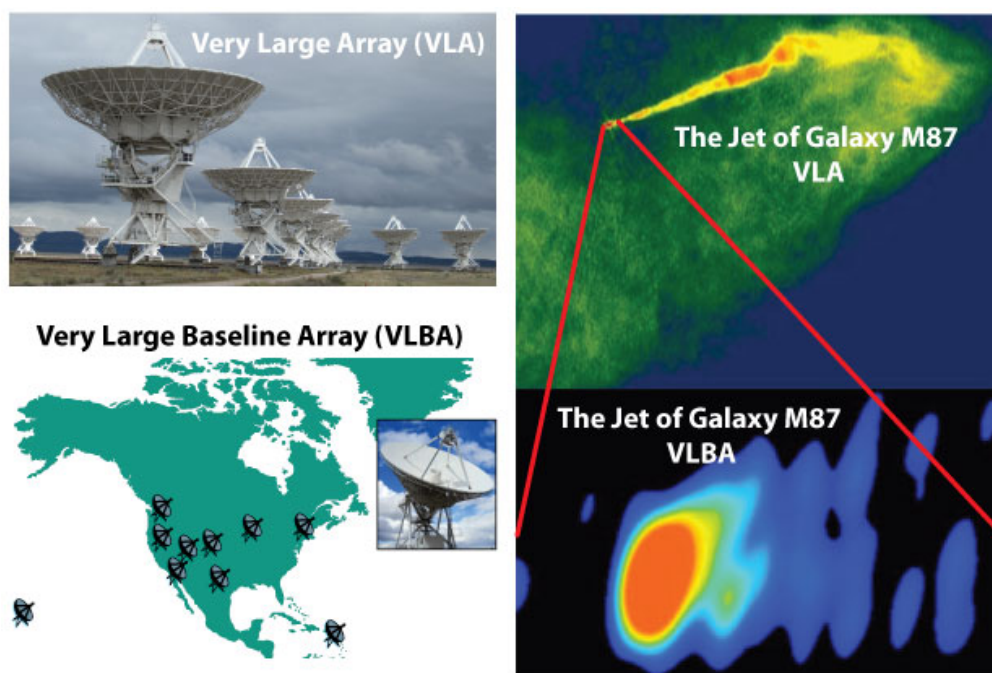 Very Large Array (VLA)
Very Large Baseline Array (VLBA)
The Jet of Galaxy M87
VLA
The Jet of Galaxy M87
VLBA